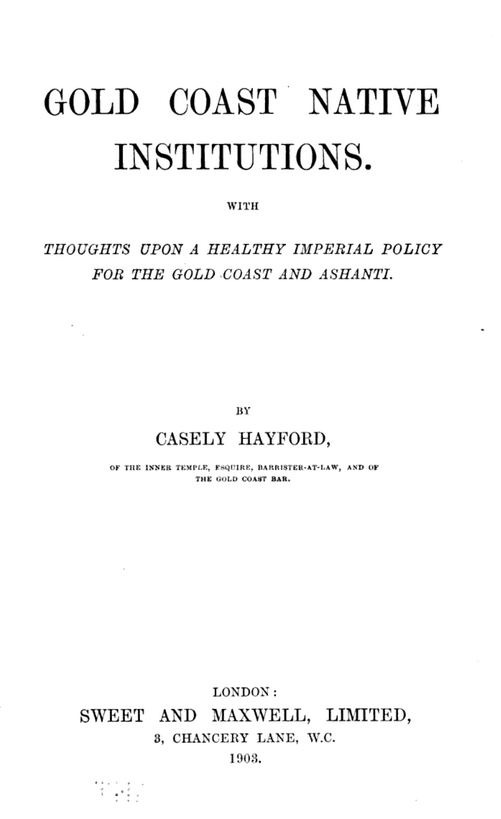 GOLD COAST NATIVE
INSTITUTIONS.
WITH
THOUGHTS UPON A HEALTHY IMPERIAL POLICY
FOR THE GOLD COAST AND ASHANTI.
BY
CASELY HAYFORD,
OF THE INNER TEMPLE, ESQUIRE, BARRISTER-AT-LAW, AND OF
THE GOLD COAST BAR.
LONDON:
SWEET AND MAXWELL, LIMITED,
3, CHANCERY LANE, W.C.
1903.